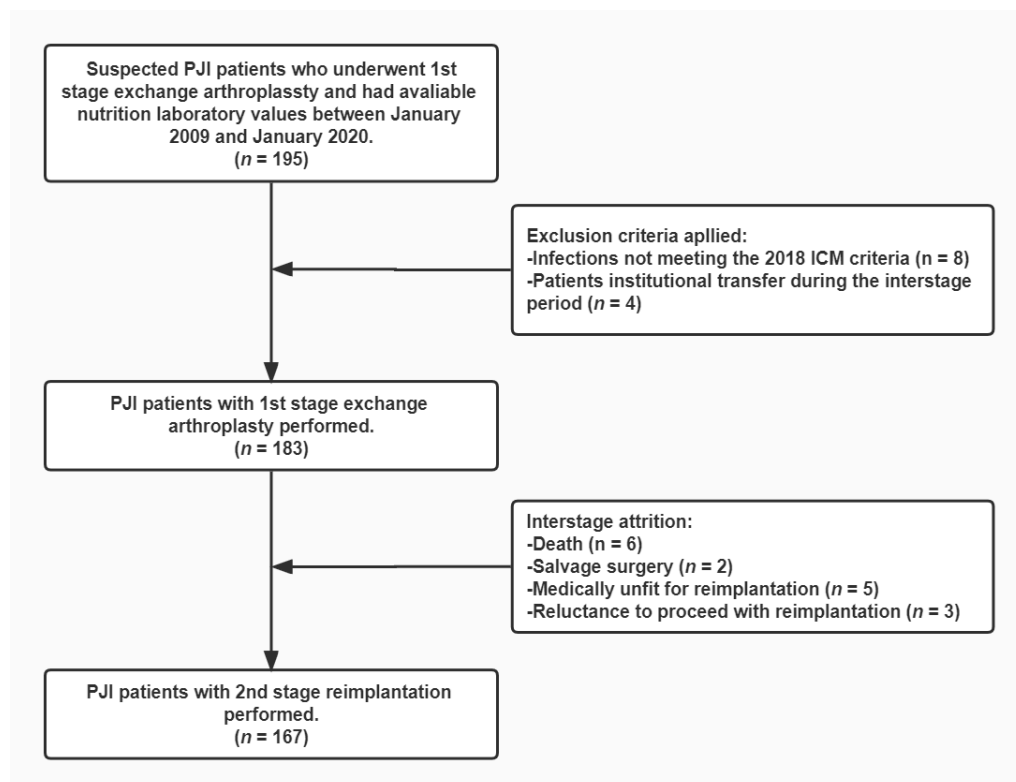 Suspected PJI patients who underwent 1st
stage exchange arthroplassty and had avaliable
nutrition laboratory values between January
2009 and January 2020.
(n = 195)
Exclusion criteria apllied:
-Infections not meeting the 2018 ICM criteria (n = 8)
-Patients institutional transfer during the interstage
period (n = 4)
PJI patients with 1st stage exchange
arthroplasty performed.
(n = 183)
Interstage attrition:
-Death (n = 6)
-Salvage surgery (n = 2)
-Medically unfit for reimplantation (n = 5)
-Reluctance to proceed with reimplantation (n = 3)
PJI patients with 2nd stage reimplantation
performed.
(n = 167)